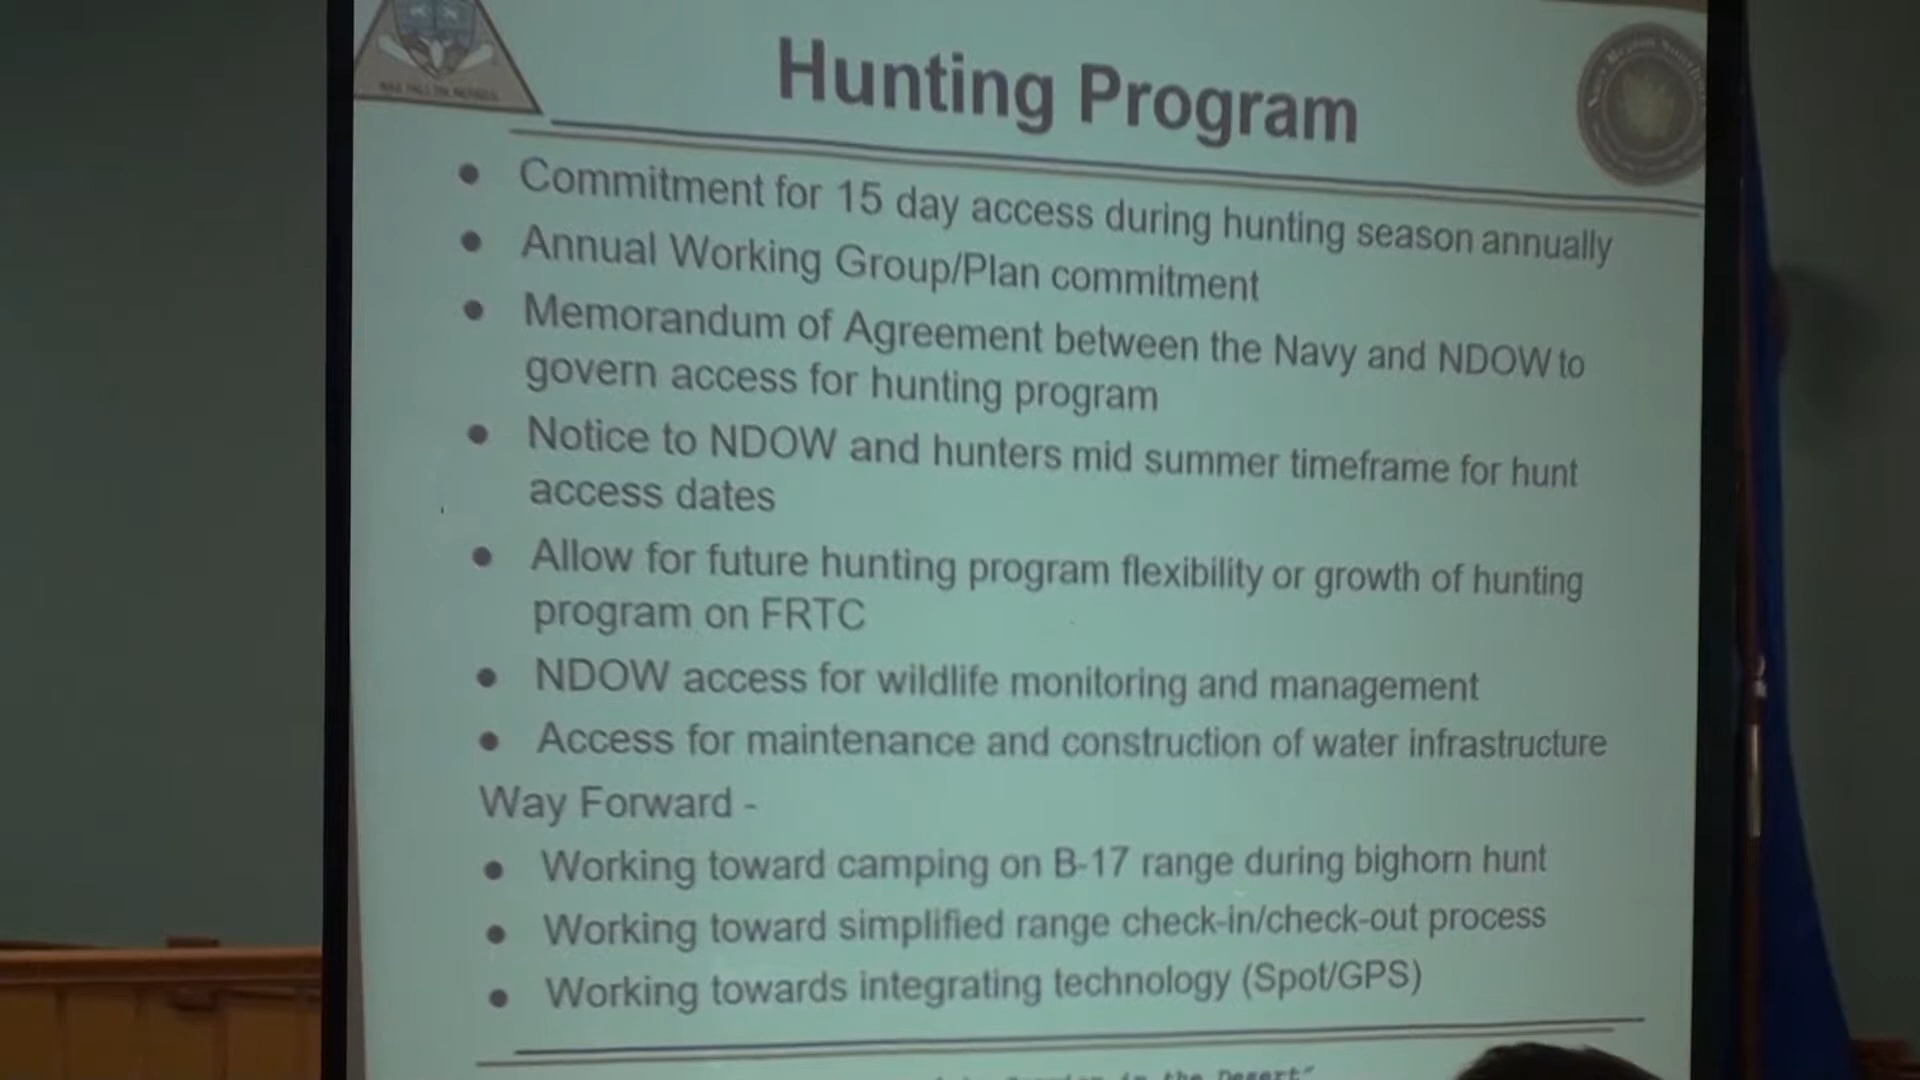 Hunting Program
• Commitment for 15 day access during hunting season annually
• Annual Working Group/Plan commitment
• Memorandum of Agreement between the Navy and NDOW to
govern access for hunting program
• Notice to NDOW and hunters mid summer timeframe for hunt
access dates
• Allow for future hunting program flexibility or growth of hunting
program on FRTC
• NDOW access for wildlife monitoring and management
• Access for maintenance and construction of water infrastructure
Way Forward -
• Working toward camping on B-17 range during bighorn hunt
• Working toward simplified range check-in/check-out process
• Working towards integrating technology (Spot/GPS)
in the Desert"